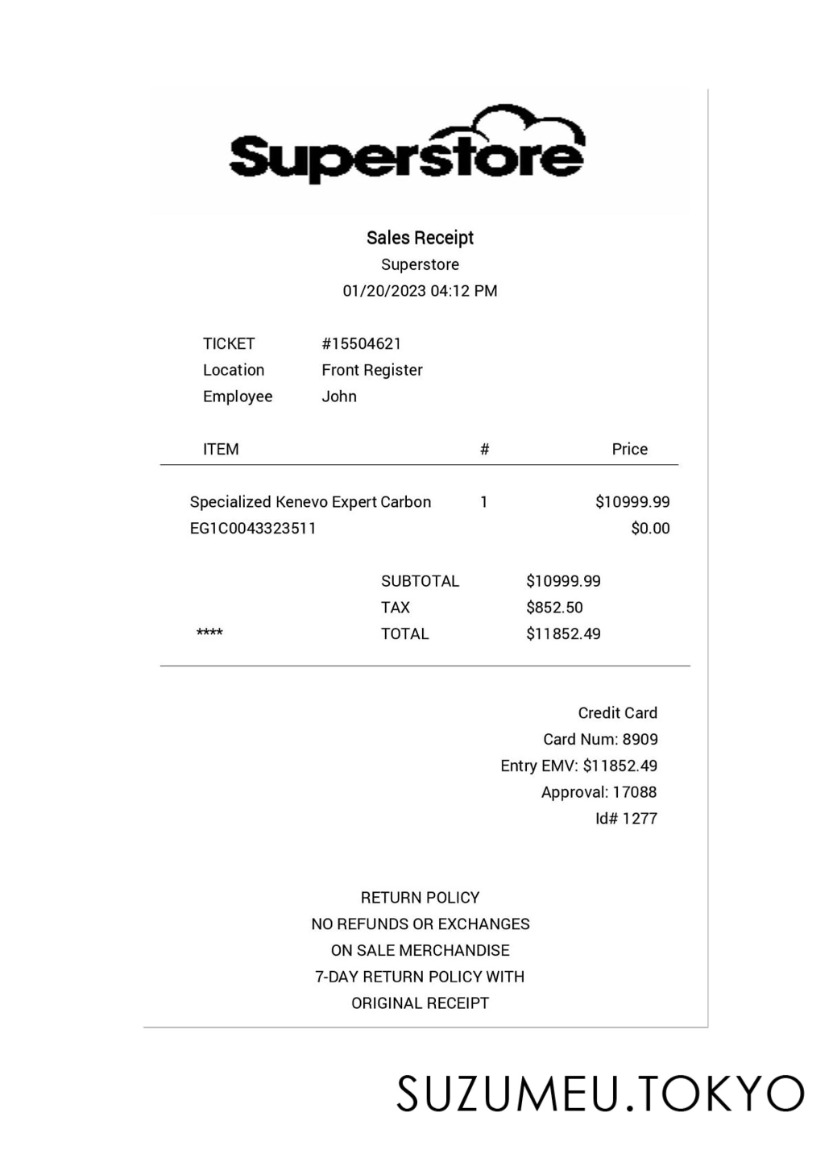 Superstore
Sales Receipt
Superstore
01/20/2023 04:12 PM
TICKET #15504621
Location Front Register
Employee John
ITEM # Price
Specialized Kenevo Expert Carbon 1 $10999.99
EG1C0043323511 $0.00
SUBTOTAL $10999.99
TAX $852.50
**** TOTAL $11852.49
Credit Card
Card Num: 8909
Entry EMV: $11852.49
Approval: 17088
Id# 1277
RETURN POLICY
NO REFUNDS OR EXCHANGES
ON SALE MERCHANDISE
7-DAY RETURN POLICY WITH
ORIGINAL RECEIPT
SUZUMEU.TOKYO